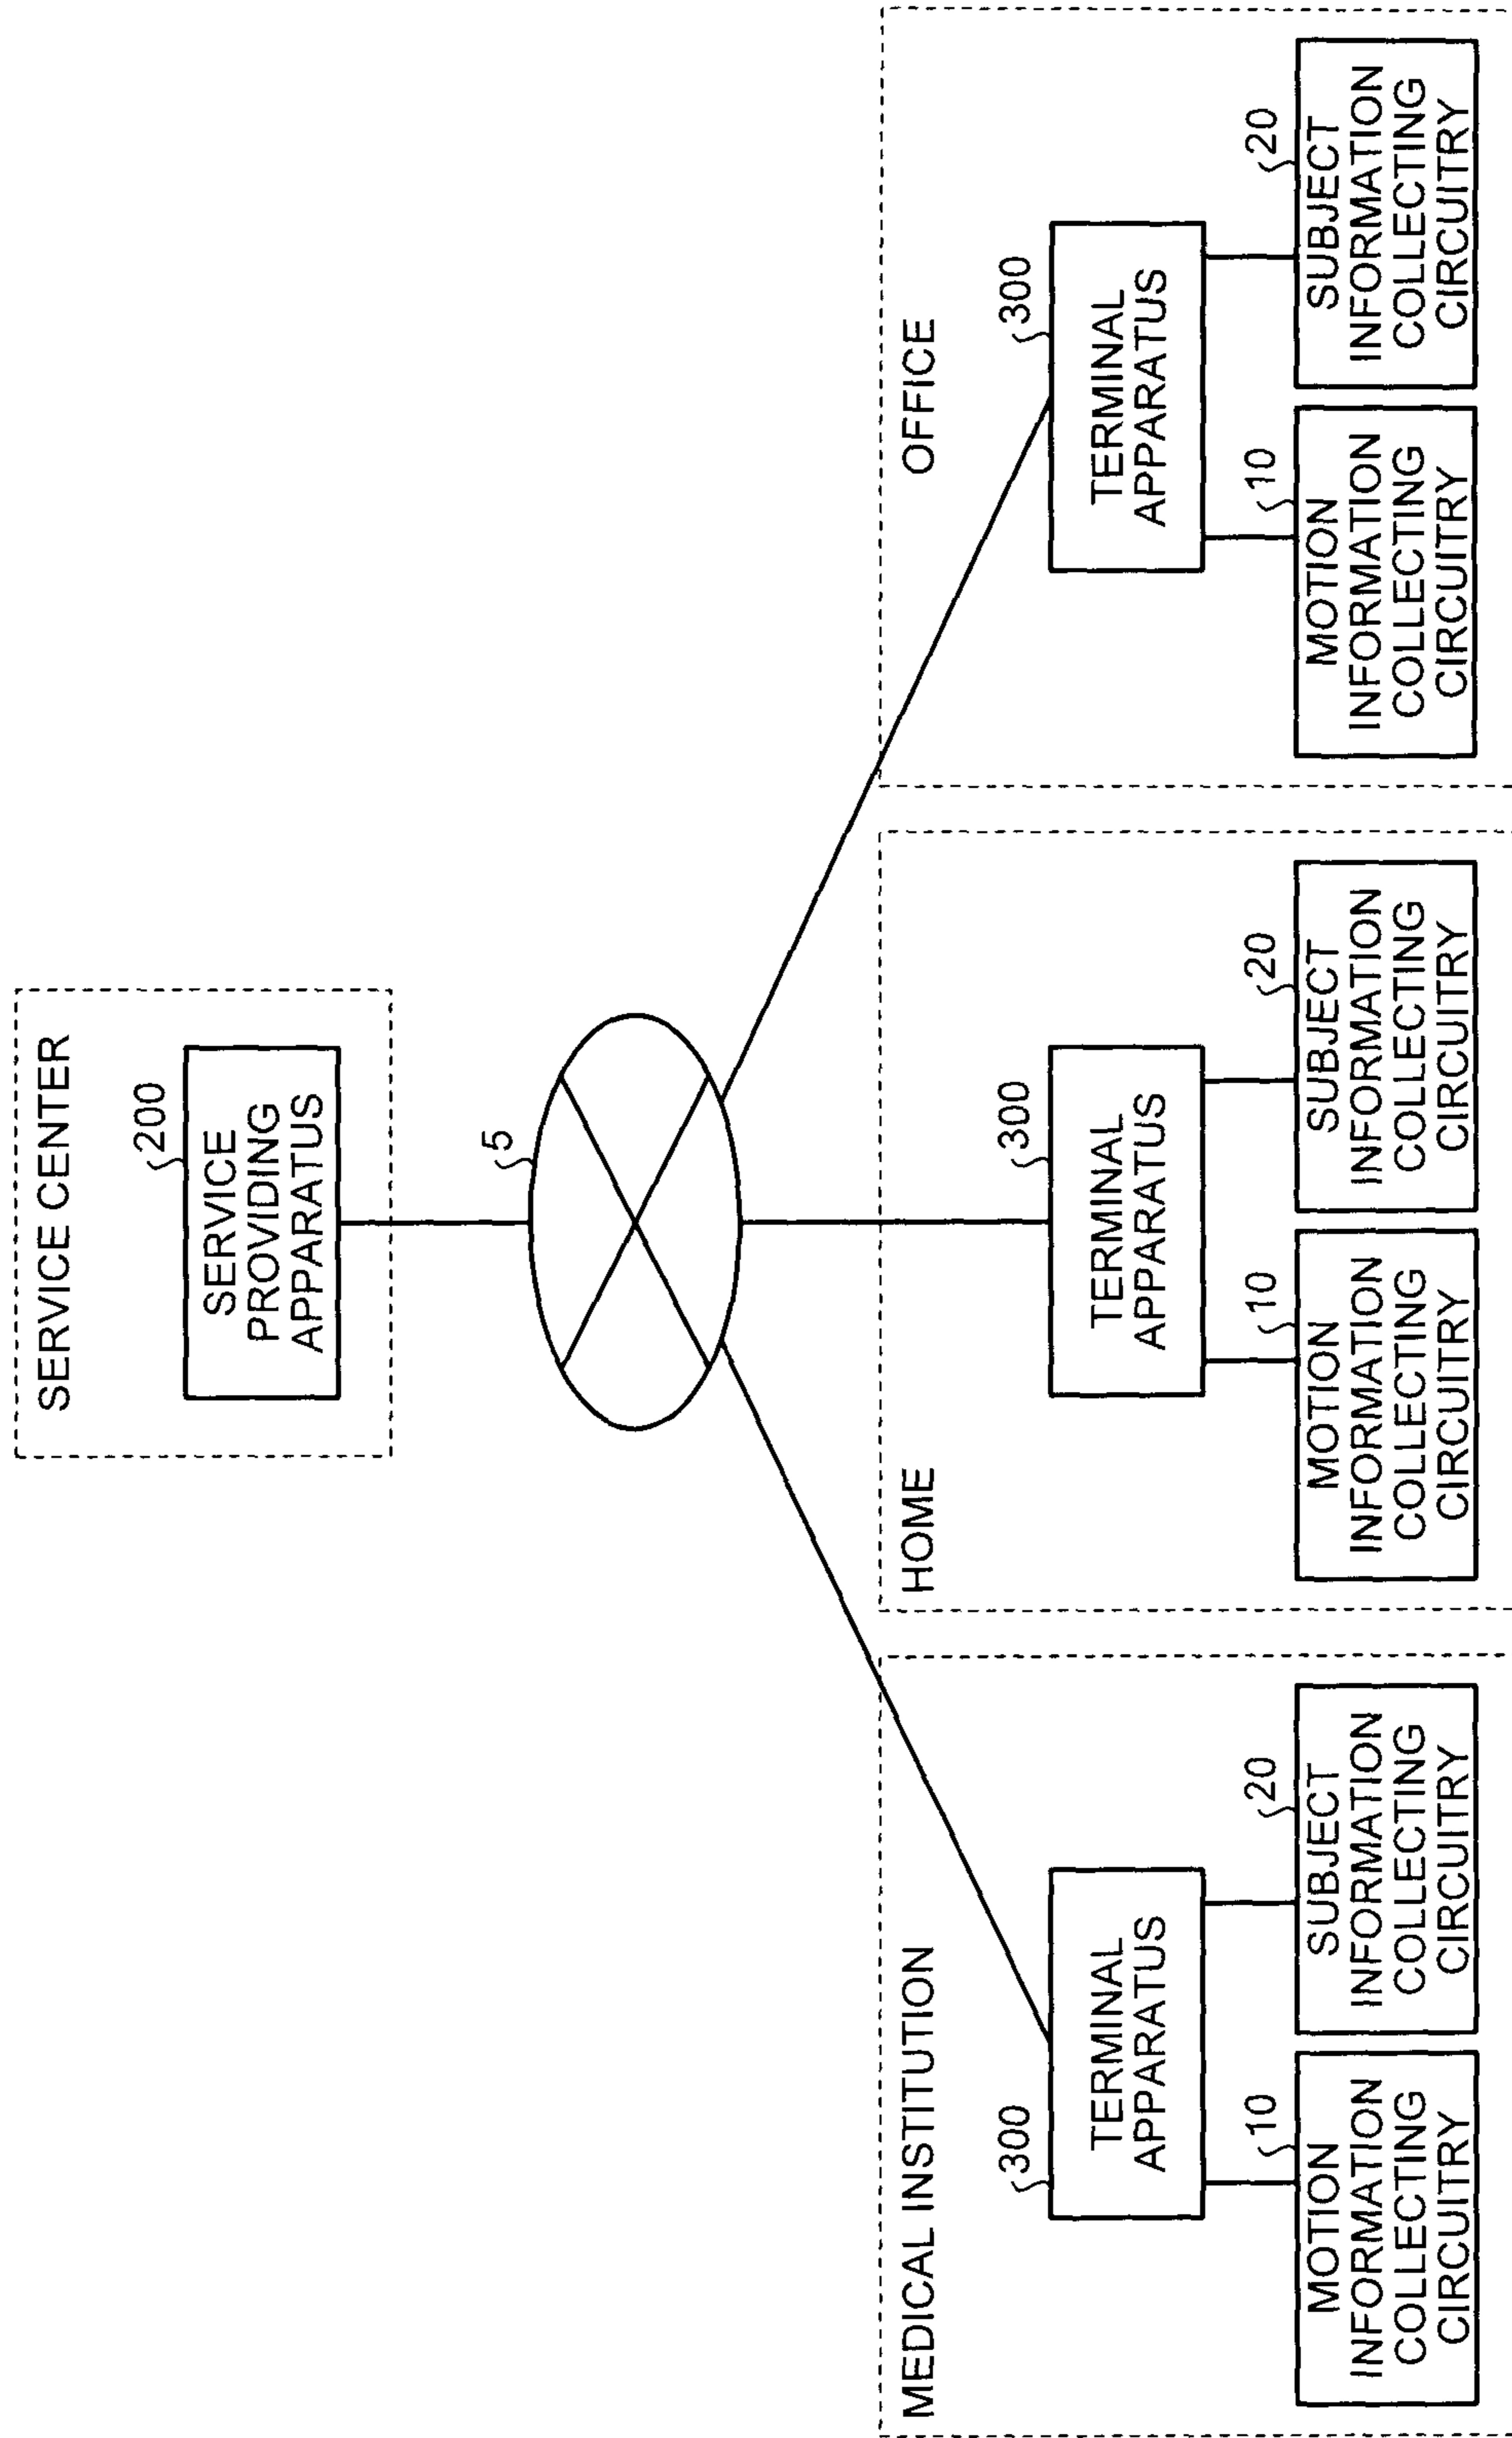 SERVICE CENTER
200
SERVICE
PROVIDING
APPARATUS
5
MEDICAL INSTITUTION
300
TERMINAL
APPARATUS
10
MOTION
INFORMATION
COLLECTING
CIRCUITRY
20
SUBJECT
INFORMATION
COLLECTING
CIRCUITRY
HOME
300
TERMINAL
APPARATUS
10
MOTION
INFORMATION
COLLECTING
CIRCUITRY
20
SUBJECT
INFORMATION
COLLECTING
CIRCUITRY
OFFICE
300
TERMINAL
APPARATUS
10
MOTION
INFORMATION
COLLECTING
CIRCUITRY
20
SUBJECT
INFORMATION
COLLECTING
CIRCUITRY